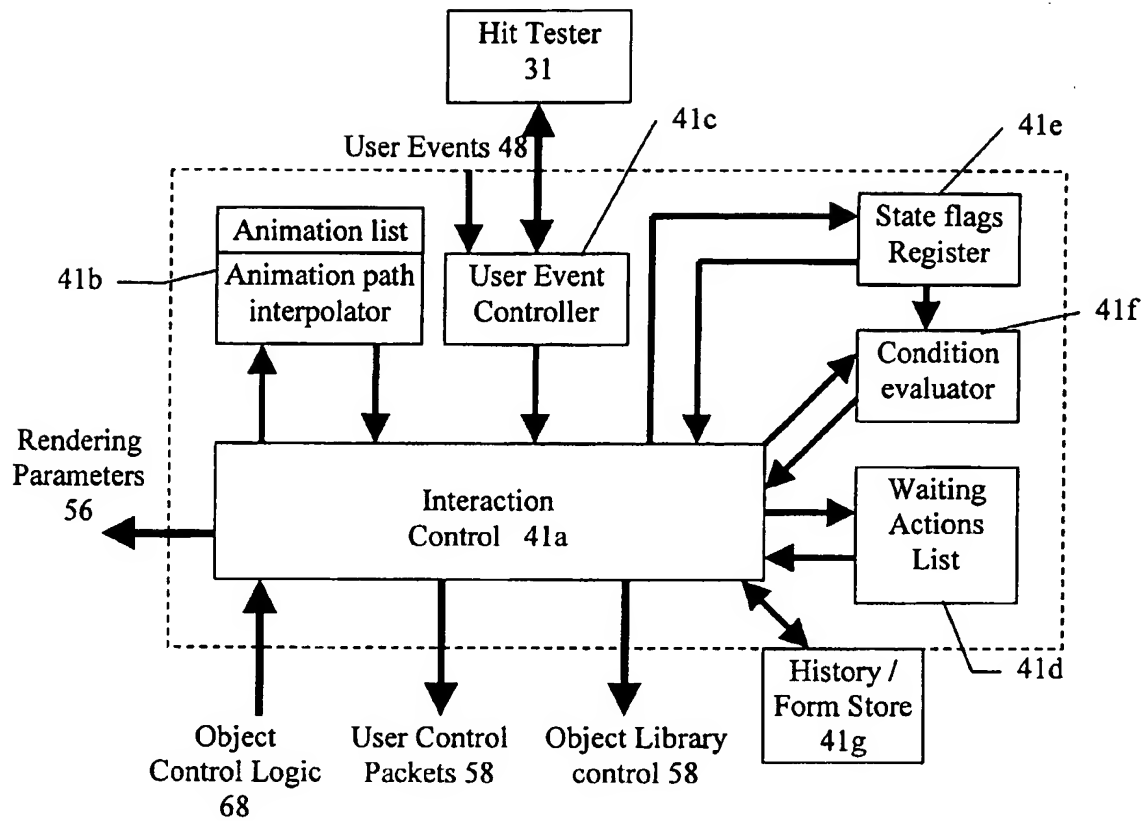 Hit Tester
31
41c
41e
User Events 48
State flags
Register
Animation list
Animation path
interpolator
41b
User Event
Controller
41f
Condition
evaluator
Rendering
Parameters
56
Interaction
Control 41a
Waiting
Actions
List
41d
History /
Form Store
41g
Object
Control Logic
68
User Control
Packets 58
Object Library
control 58